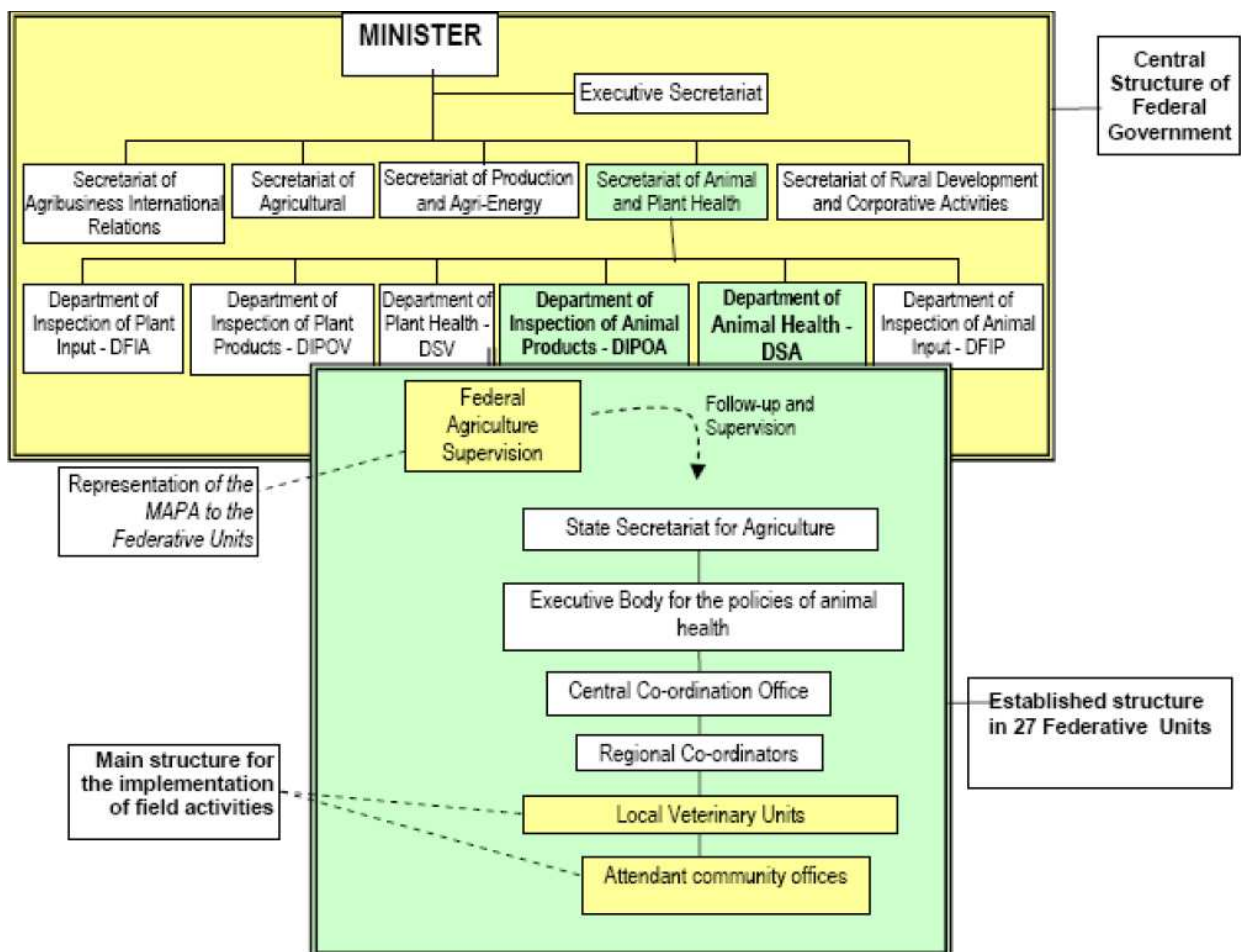 MINISTER
Executive Secretariat
Central
Structure of
Federal
Government
Secretariat of
Agribusiness International
Relations
Secretariat of
Agricultural
Secretariat of Production
and Agri-Energy
Secretariat of Animal
and Plant Health
Secretariat of Rural Development
and Corporative Activities
Department of
Inspection of Plant
Input - DFIA
Department of
Inspection of Plant
Products - DIPOV
Department of
Plant Health -
DSV
Department of
Inspection of Animal
Products - DIPOA
Department of
Animal Health -
DSA
Department of
Inspection of Animal
Input - DFIP
Federal
Agriculture
Supervision
Follow-up and
Supervision
Representation of the
MAPA to the
Federative Units
State Secretariat for Agriculture
Executive Body for the policies of animal
health
Central Co-ordination Office
Regional Co-ordinators
Established structure
in 27 Federative Units
Main structure for
the implementation
of field activities
Local Veterinary Units
Attendant community offices